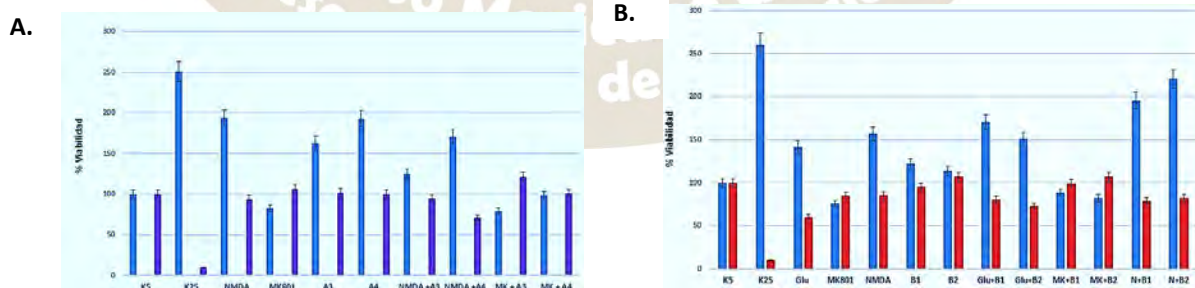 A.
% Viabilidad
300
250
200
150
100
50
0
K5 K25 NMDA MK801 A3 A4 NMDA+A3 NMDA+A4 MK+A3 MK+A4
B.
% Viabilidad
300
250
200
150
100
50
0
K5 K25 Glu MK801 NMDA B1 B2 Glu+B1 Glu+B2 MK+B1 MK+B2 N+B1 N+B2
de